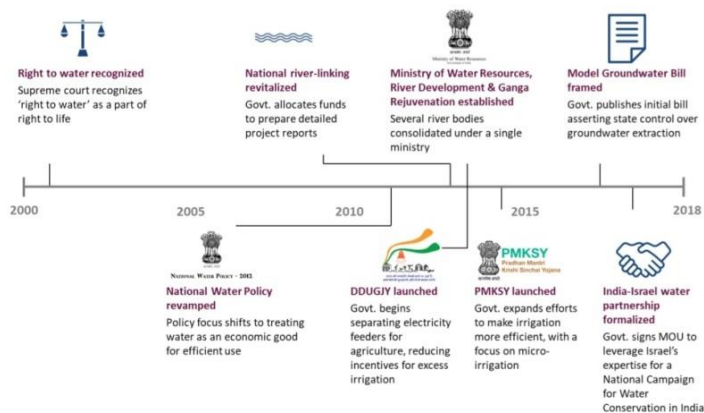 Right to water recognized
Supreme court recognizes
‘right to water’ as a part of
right to life
National river-linking
revitalized
Govt. allocates funds
to prepare detailed
project reports
Ministry of Water Resources
Ministry of Water Resources,
River Development & Ganga
Rejuvenation established
Several river bodies
consolidated under a single
ministry
Model Groundwater Bill
framed
Govt. publishes initial bill
asserting state control over
groundwater extraction
2000
2005
2010
2015
2018
NATIONAL WATER POLICY - 2012
National Water Policy
revamped
Policy focus shifts to treating
water as an economic good
for efficient use
DDUGJY launched
Govt. begins
separating electricity
feeders for
agriculture, reducing
incentives for excess
irrigation
PMKSY
Pradhan Mantri
Krishi Sinchai Yojana
PMKSY launched
Govt. expands efforts
to make irrigation
more efficient, with a
focus on micro-
irrigation
India-Israel water
partnership
formalized
Govt. signs MOU to
leverage Israel’s
expertise for a
National Campaign
for Water
Conservation in India